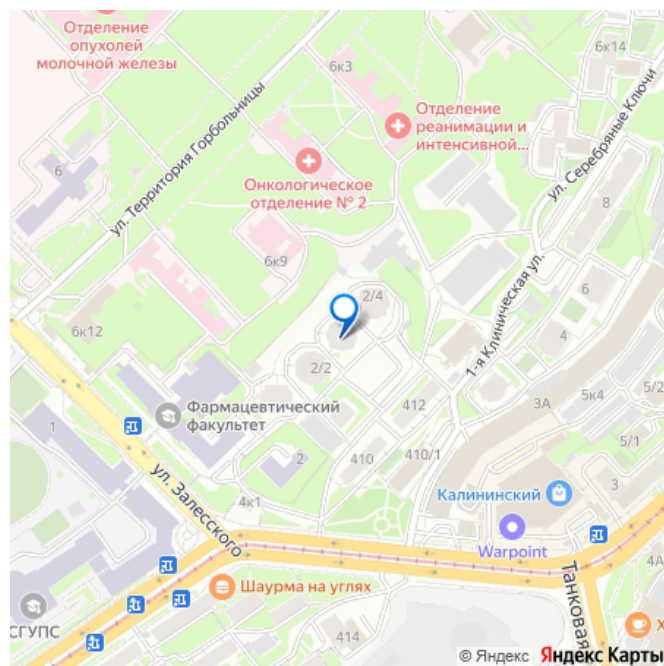 Отделение
опухолей
молочной железы
6к3
6к14
ул. Серебряные Ключи
Отделение
реанимации и
интенсивной...
ул. Территория Горбольницы
6
Онкологическое
отделение № 2
8
6к9
2/4
6
1-я Клиническая ул.
6к12
4
2/2
3А
5к4
5/2
Фармацевтический
факультет
412
5/1
2
410
410/1
ул. Залесского
4к1
Калининский
3
Warpoint
Шаурма на углях
Танковая
СГУПС
414
Х
© Яндекс Яндекс Карты